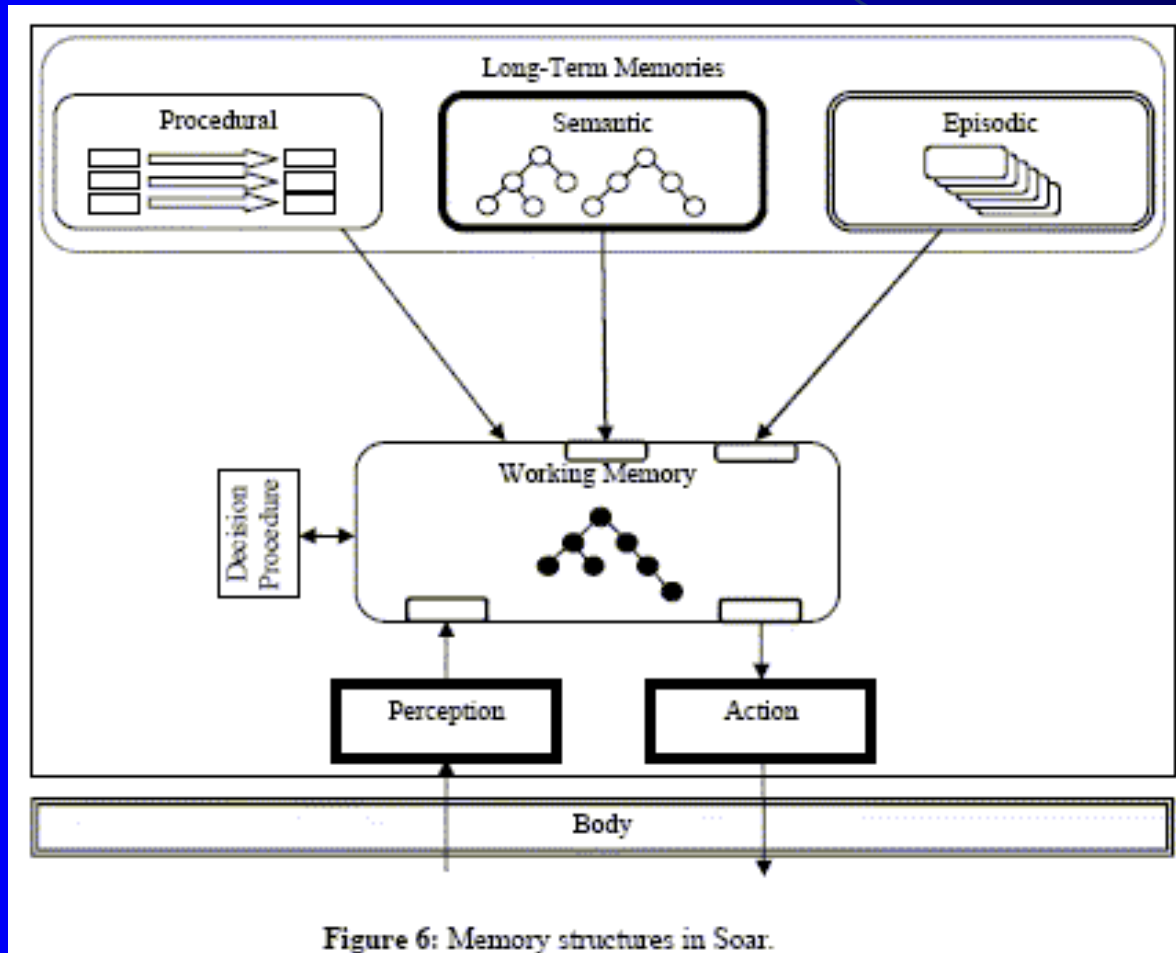 Long-Term Memories
Procedural
Semantic
Episodic
Working Memory
Decision
Procedure
Perception
Action
Body
Figure 6: Memory structures in Soar.